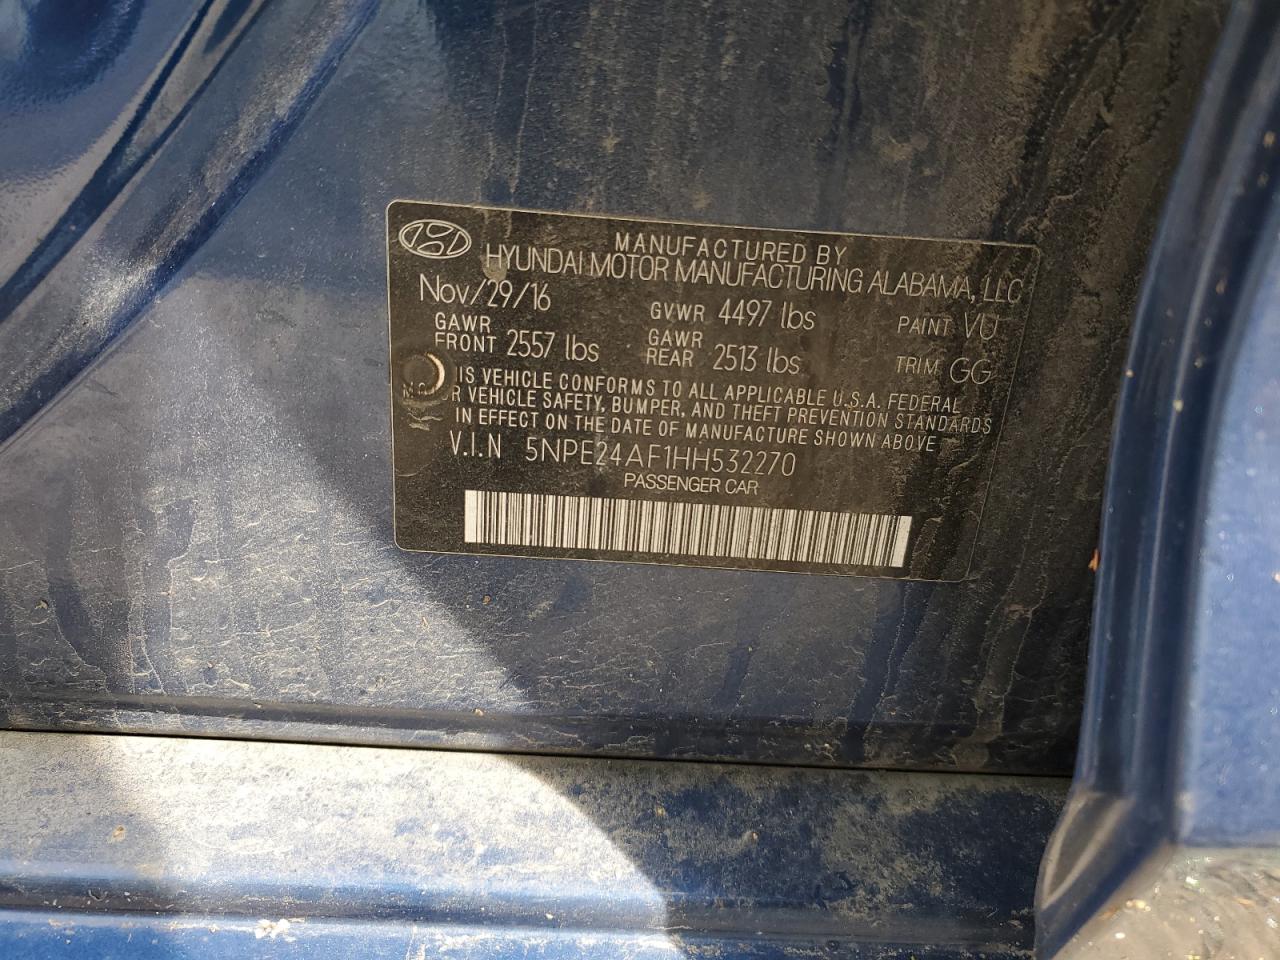 MANUFACTURED BY
HYUNDAI MOTOR MANUFACTURING ALABAMA, LLC
Nov/29/16 GVWR 4497 lbs PAINT VU
GAWR FRONT 2557 lbs GAWR REAR 2513 lbs TRIM GG
IS VEHICLE CONFORMS TO ALL APPLICABLE U.S.A. FEDERAL
R VEHICLE SAFETY, BUMPER, AND THEFT PREVENTION STANDARDS
IN EFFECT ON THE DATE OF MANUFACTURE SHOWN ABOVE
V.I.N 5NPE24AF1HH532270
PASSENGER CAR